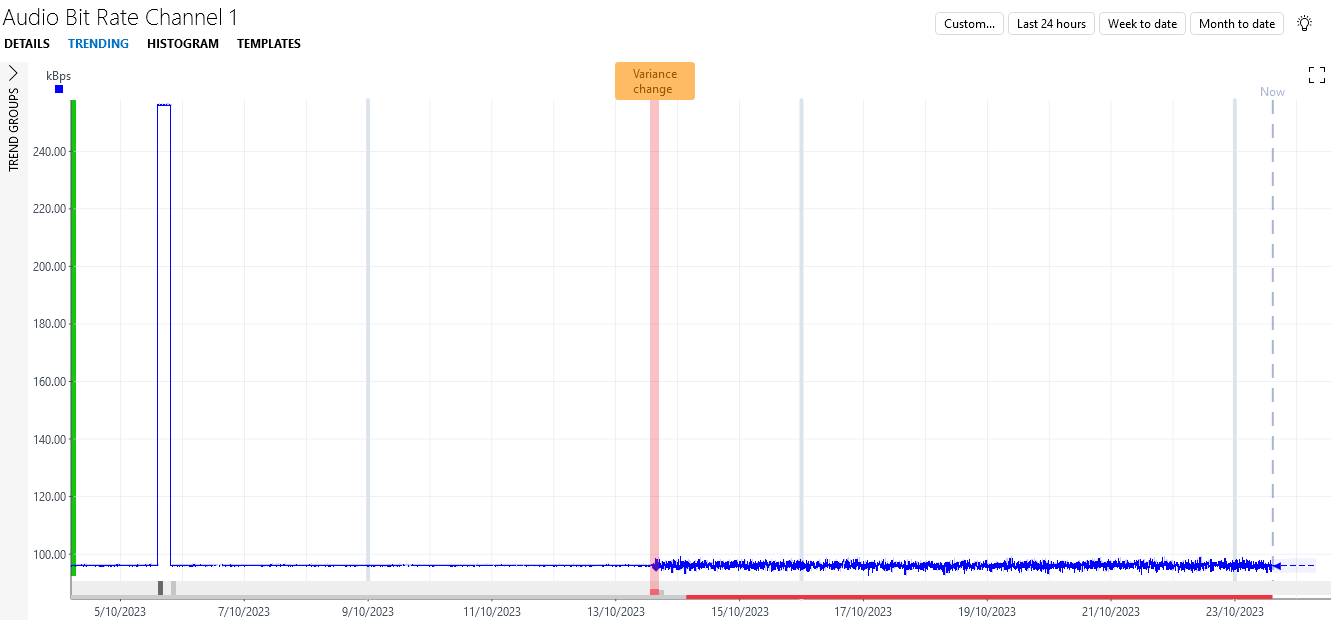 Audio Bit Rate Channel 1
Custom...
Last 24 hours
Week to date
Month to date
DETAILS
TRENDING
HISTOGRAM
TEMPLATES
TREND GROUPS
kBps
Variance
change
Now
240.00
220.00
200.00
180.00
160.00
140.00
120.00
100.00
5/10/2023
7/10/2023
9/10/2023
11/10/2023
13/10/2023
15/10/2023
17/10/2023
19/10/2023
21/10/2023
23/10/2023